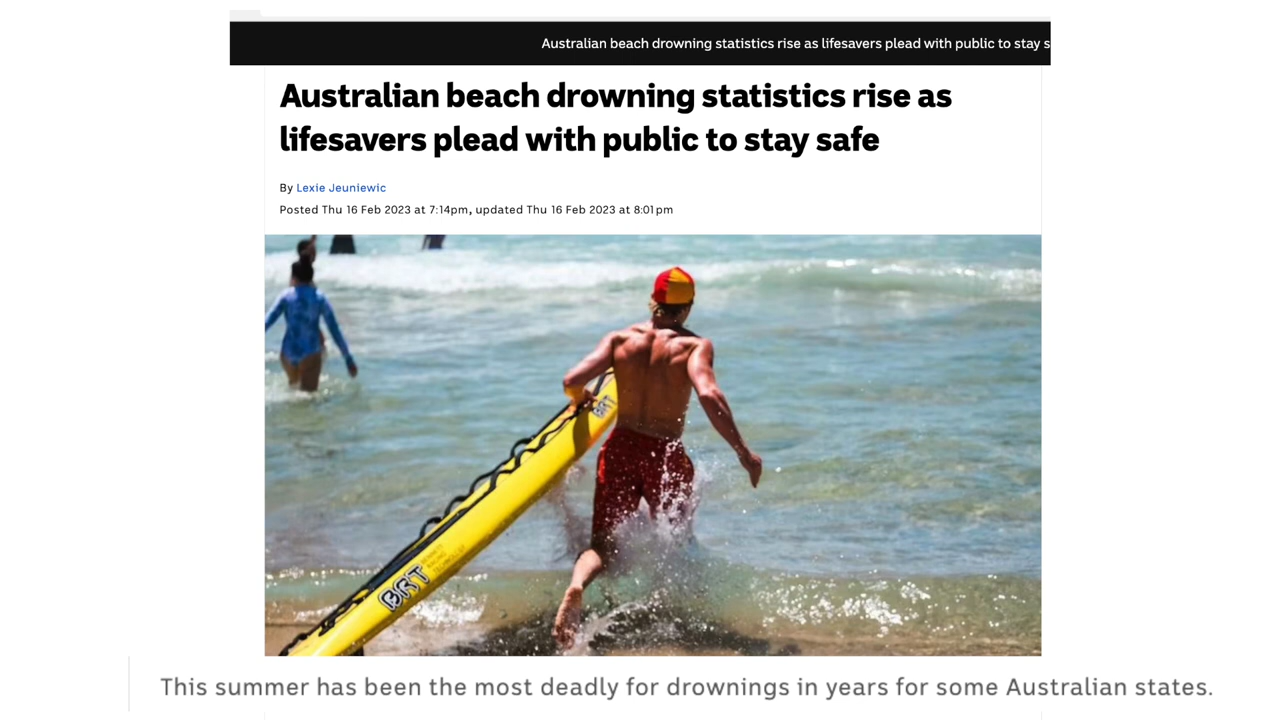 Australian beach drowning statistics rise as lifesavers plead with public to stay s
Australian beach drowning statistics rise as
lifesavers plead with public to stay safe
By Lexie Jeuniewic
Posted Thu 16 Feb 2023 at 7:14pm, updated Thu 16 Feb 2023 at 8:01pm
BRT
BRT
TECHNOLOGY
This summer has been the most deadly for drownings in years for some Australian states.